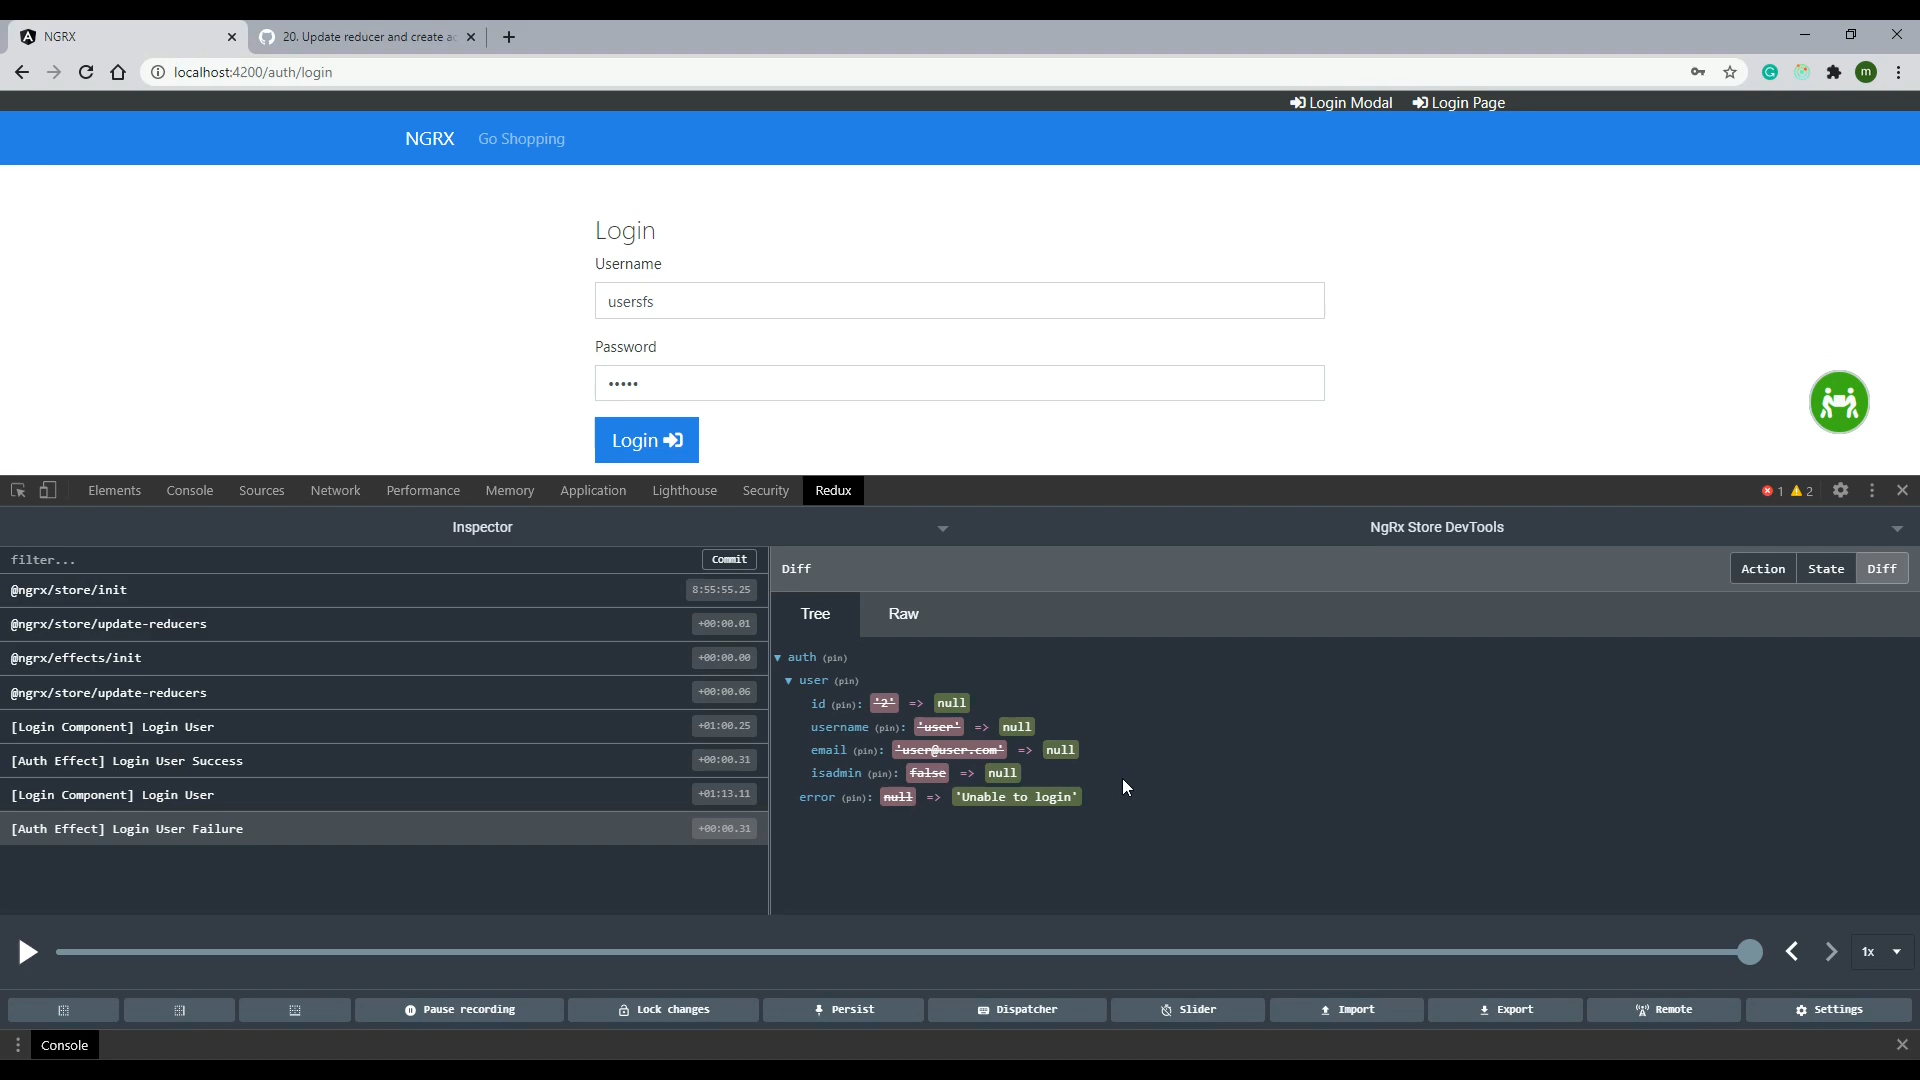 NGRX
20. Update reducer and create ac
localhost:4200/auth/login
m
Login Modal Login Page
NGRX Go Shopping
Login
Username
usersfs
Password
•••••
Login
Elements Console Sources Network Performance Memory Application Lighthouse Security Redux 1 2
Inspector NgRx Store DevTools
filter... Commit
@ngrx/store/init 8:55:55.25
@ngrx/store/update-reducers +00:00.01
@ngrx/effects/init +00:00.00
@ngrx/store/update-reducers +00:00.06
[Login Component] Login User +01:00.25
[Auth Effect] Login User Success +00:00.31
[Login Component] Login User +01:13.11
[Auth Effect] Login User Failure +00:00.31
Diff Action State Diff
Tree Raw
auth (pin)
user (pin)
id (pin): '2' => null
username (pin): 'user' => null
email (pin): 'user@user.com' => null
isadmin (pin): false => null
error (pin): null => 'Unable to login'
1x
Pause recording Lock changes Persist Dispatcher Slider Import Export Remote Settings
Console